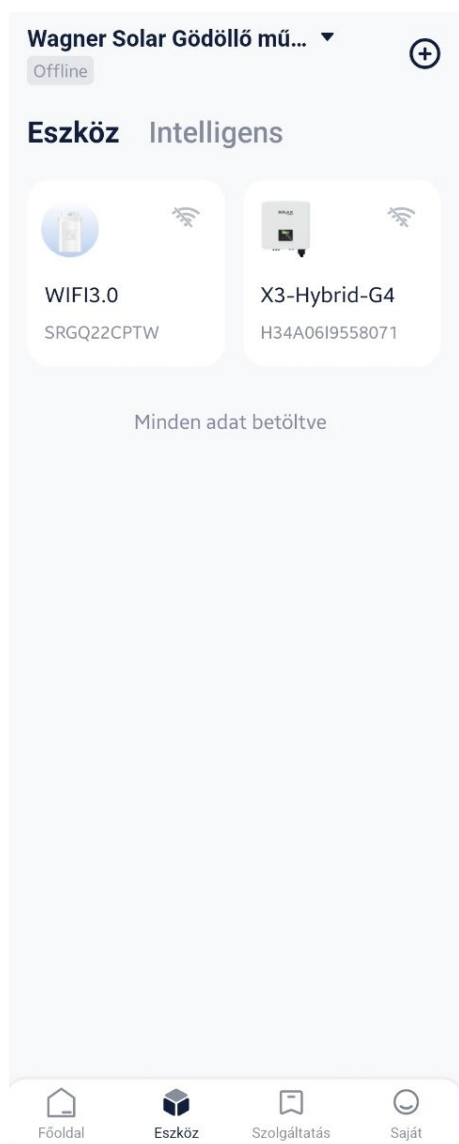 Wagner Solar Gödöllő mű...
Offline
Eszköz Intelligens
WIFI3.0
SRGQ22CPTW
X3-Hybrid-G4
H34A06I9558071
Minden adat betöltve
Főoldal Eszköz Szolgáltatás Saját